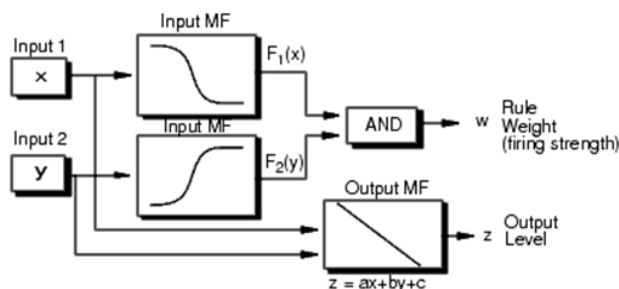 Input MF
Input 1
x
F₁(x)
AND
w
Rule
Weight
(firing strength)
Input 2
y
Input MF
F₂(y)
Output MF
z
Output
Level
z = ax+by+c